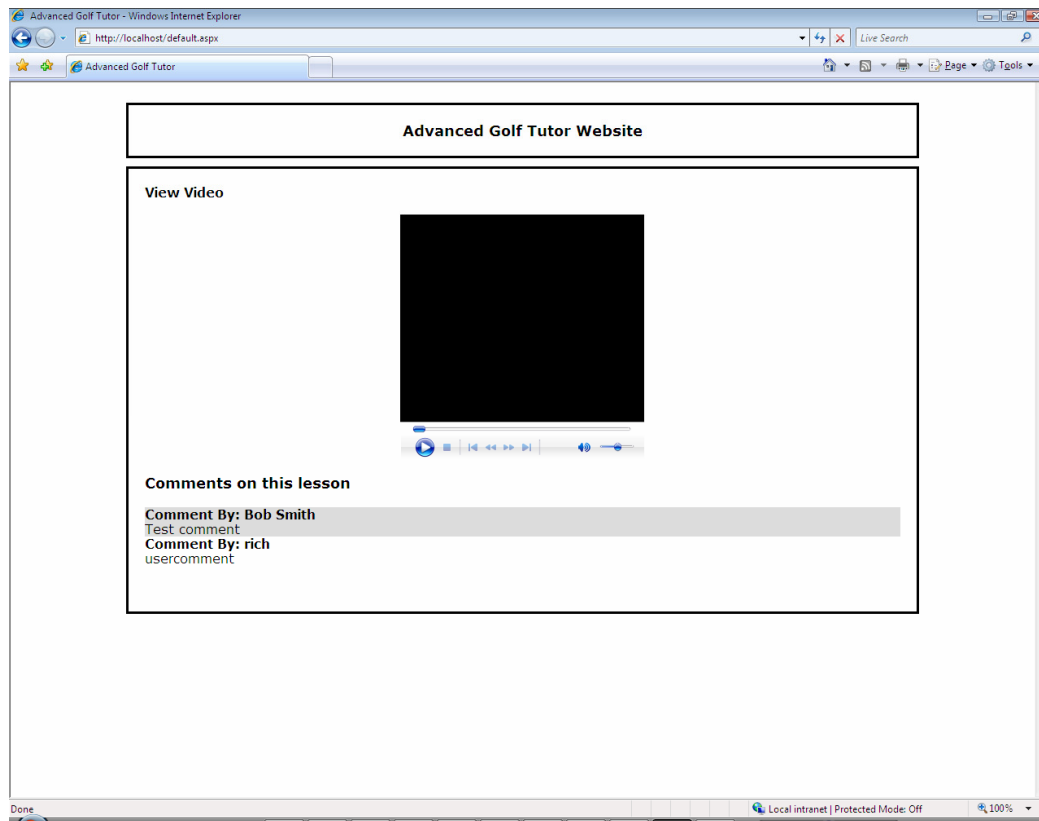 Advanced Golf Tutor - Windows Internet Explorer
http://localhost/default.aspx
Live Search
Advanced Golf Tutor
Page
Tools
Advanced Golf Tutor Website
View Video
Comments on this lesson
Comment By: Bob Smith
Test comment
Comment By: rich
usercomment
Done
Local intranet | Protected Mode: Off
100%